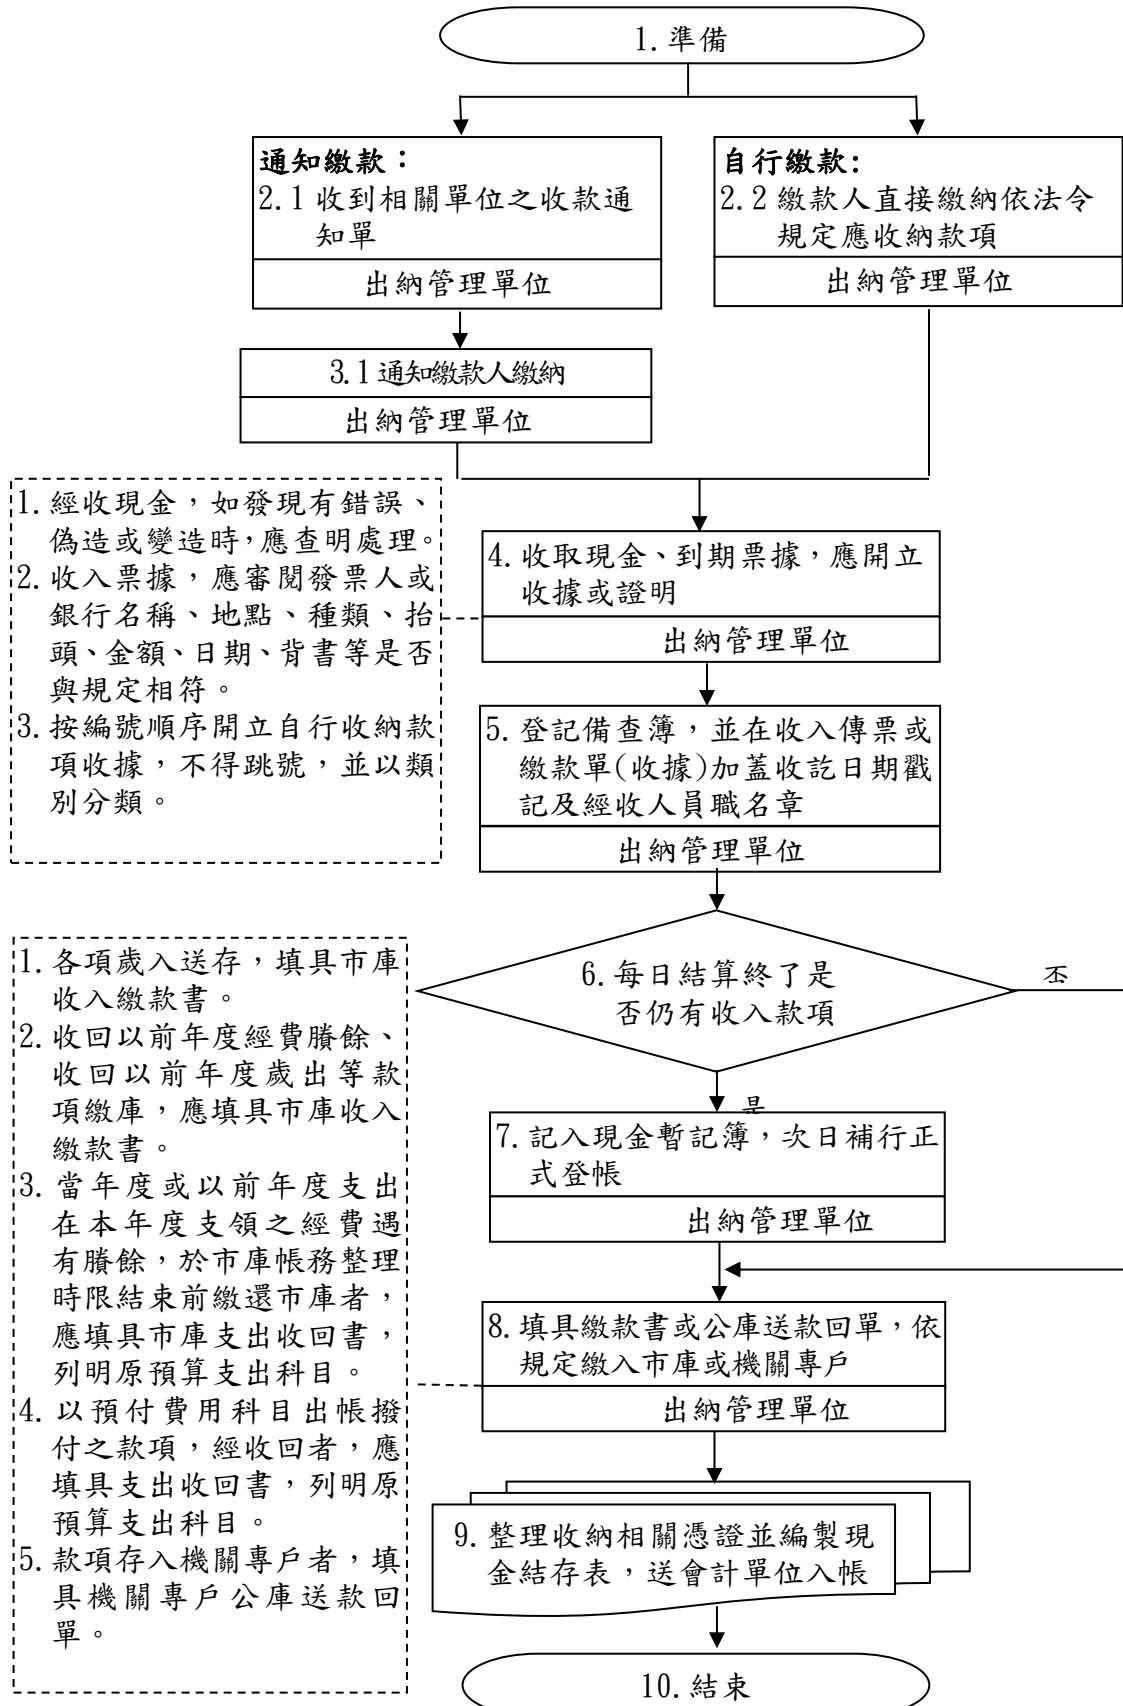 1.準備
通知繳款：
2.1 收到相關單位之收款通
知單
出納管理單位
自行繳款:
2.2 繳款人直接繳納依法令
規定應收納款項
出納管理單位
3.1 通知繳款人繳納
出納管理單位
1.經收現金，如發現有錯誤、
偽造或變造時，應查明處理。
2.收入票據，應審閱發票人或
銀行名稱、地點、種類、抬
頭、金額、日期、背書等是否
與規定相符。
3.按編號順序開立自行收納款
項收據，不得跳號，並以類
別分類。
4.收取現金、到期票據，應開立
收據或證明
出納管理單位
5.登記備查簿，並在收入傳票或
繳款單(收據)加蓋收訖日期戳
記及經收人員職名章
出納管理單位
6.每日結算終了是
否仍有收入款項
否
是
7.記入現金暫記簿，次日補行正
式登帳
出納管理單位
1.各項歲入送存，填具市庫
收入繳款書。
2.收回以前年度經費賸餘、
收回以前年度歲出等款
項繳庫，應填具市庫收入
繳款書。
3.當年度或以前年度支出
在本年度支領之經費遇
有賸餘，於市庫帳務整理
時限結束前繳還市庫者，
應填具市庫支出收回書，
列明原預算支出科目。
4.以預付費用科目出帳撥
付之款項，經收回者，應
填具支出收回書，列明原
預算支出科目。
5.款項存入機關專戶者，填
具機關專戶公庫送款回
單。
8.填具繳款書或公庫送款回單，依
規定繳入市庫或機關專戶
出納管理單位
9.整理收納相關憑證並編製現
金結存表，送會計單位入帳
10.結束